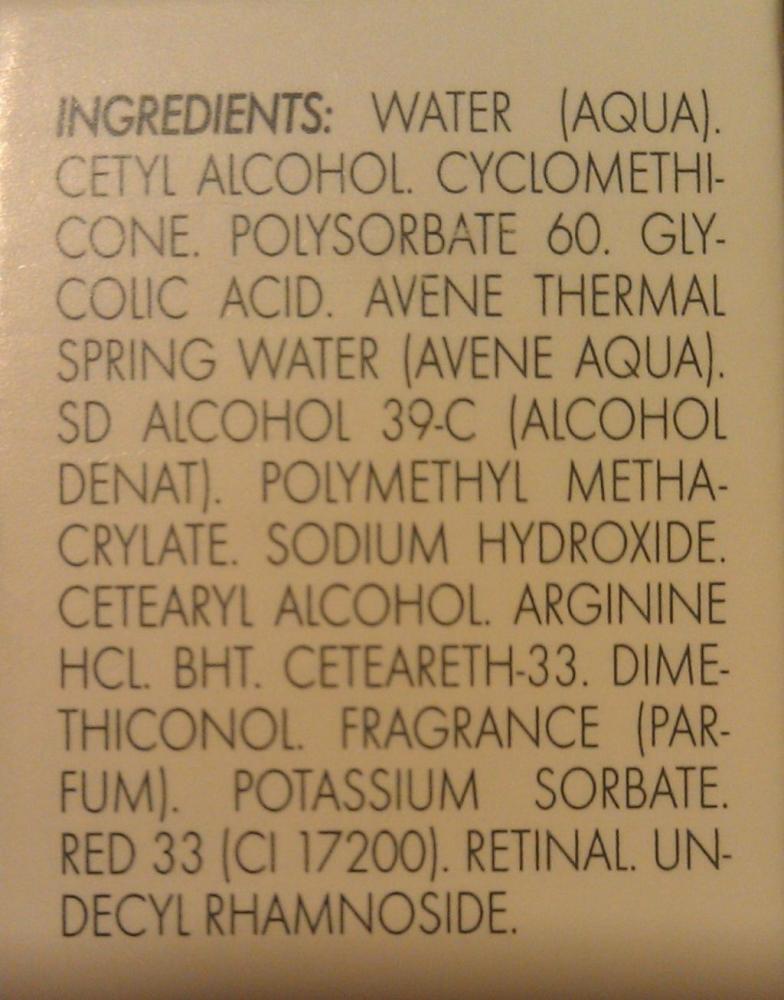 INGREDIENTS: WATER (AQUA).
CETYL ALCOHOL. CYCLOMETHI-
CONE. POLYSORBATE 60. GLY-
COLIC ACID. AVENE THERMAL
SPRING WATER (AVENE AQUA).
SD ALCOHOL 39-C (ALCOHOL
DENAT). POLYMETHYL METHA-
CRYLATE. SODIUM HYDROXIDE.
CETEARYL ALCOHOL. ARGININE
HCL. BHT. CETEARETH-33. DIME-
THICONOL. FRAGRANCE (PAR-
FUM). POTASSIUM SORBATE.
RED 33 (CI 17200). RETINAL. UN-
DECYL RHAMNOSIDE.